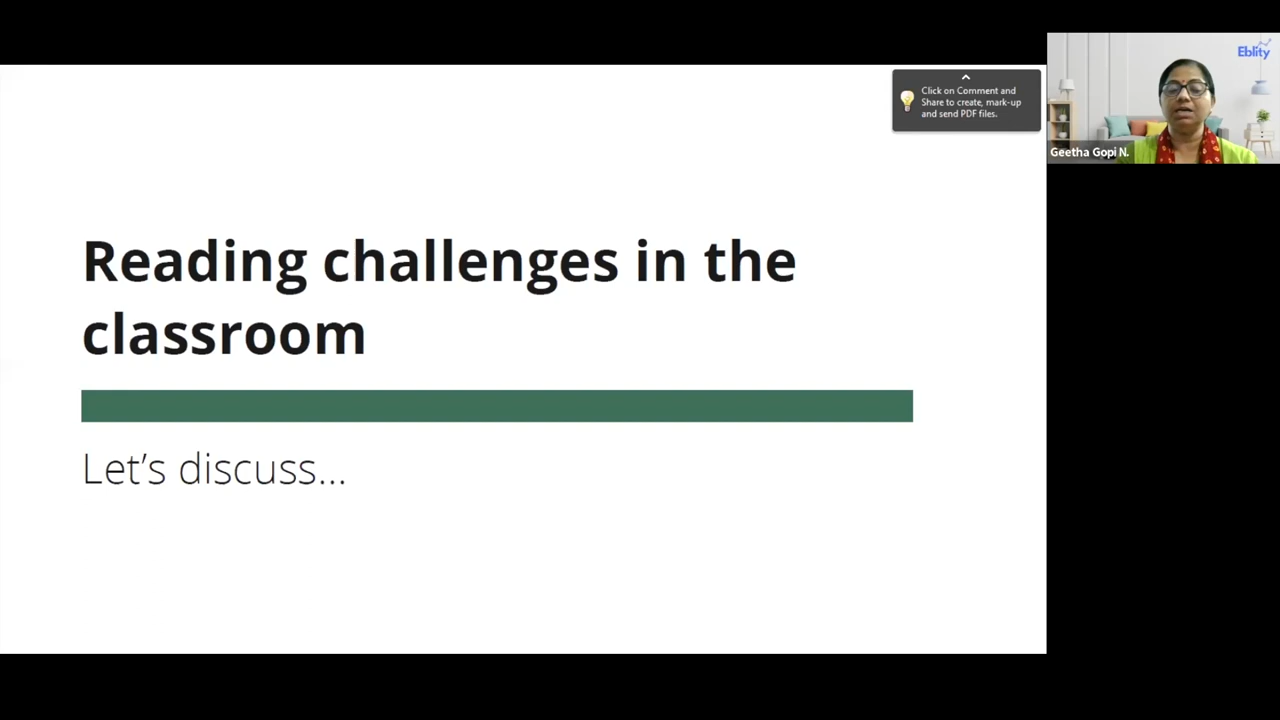 Reading challenges in the
classroom
Let's discuss...
Click on Comment and
Share to create, mark-up
and send PDF files.
Eblity
Geetha Gopi N.